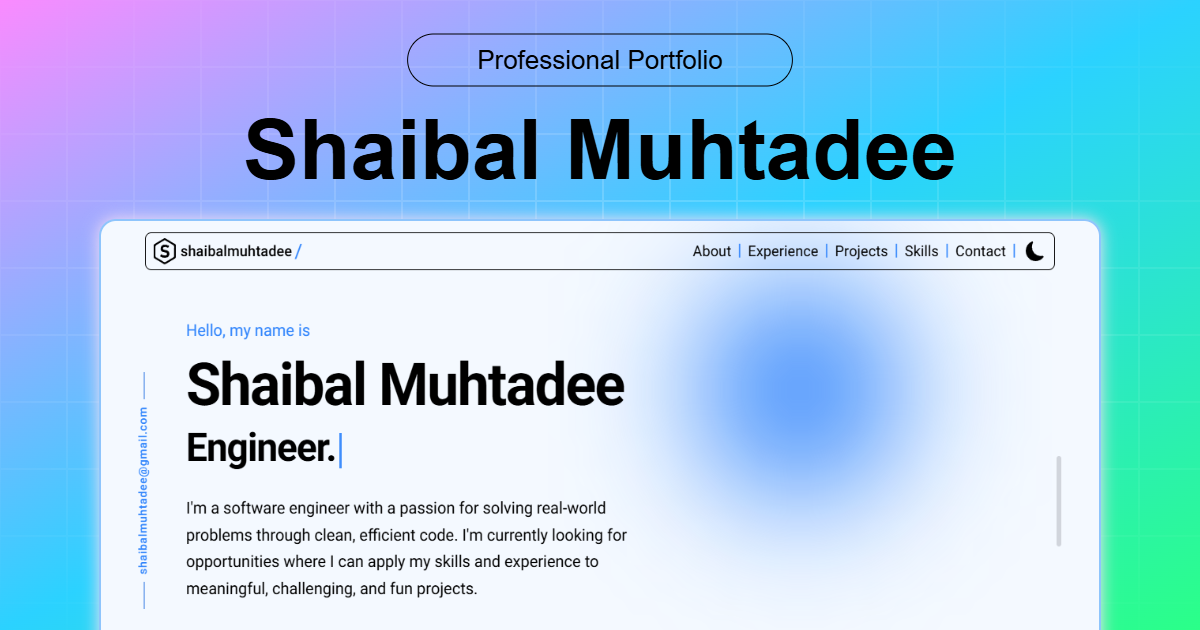 Professional Portfolio
Shaibal Muhtadee
S shaibalmuhtadee /
About | Experience | Projects | Skills | Contact |
Hello, my name is
Shaibal Muhtadee
Engineer.|
I'm a software engineer with a passion for solving real-world
problems through clean, efficient code. I'm currently looking for
opportunities where I can apply my skills and experience to
meaningful, challenging, and fun projects.
shaibalmuhtadee@gmail.com